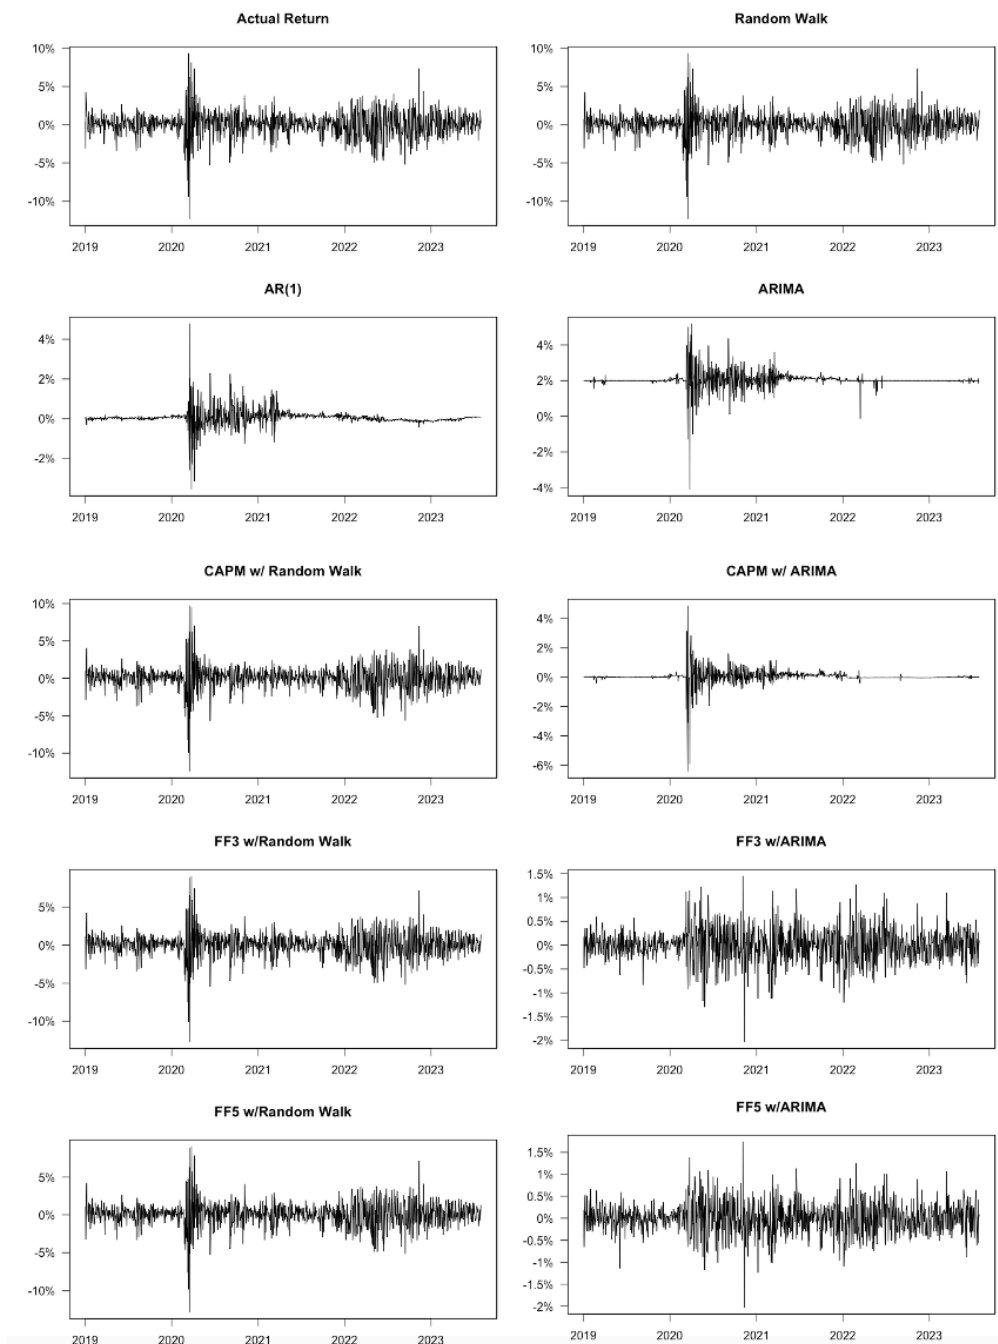 Actual Return
10%
5%
0%
-5%
-10%
2019 2020 2021 2022 2023
Random Walk
10%
5%
0%
-5%
-10%
2019 2020 2021 2022 2023
AR(1)
4%
2%
0%
-2%
2019 2020 2021 2022 2023
ARIMA
4%
2%
0%
-2%
-4%
2019 2020 2021 2022 2023
CAPM w/ Random Walk
10%
5%
0%
-5%
-10%
2019 2020 2021 2022 2023
CAPM w/ ARIMA
4%
2%
0%
-2%
-4%
-6%
2019 2020 2021 2022 2023
FF3 w/Random Walk
5%
0%
-5%
-10%
2019 2020 2021 2022 2023
FF3 w/ARIMA
1.5%
1%
0.5%
0%
-0.5%
-1%
-1.5%
-2%
2019 2020 2021 2022 2023
FF5 w/Random Walk
5%
0%
-5%
-10%
2019 2020 2021 2022 2023
FF5 w/ARIMA
1.5%
1%
0.5%
0%
-0.5%
-1%
-1.5%
-2%
2019 2020 2021 2022 2023